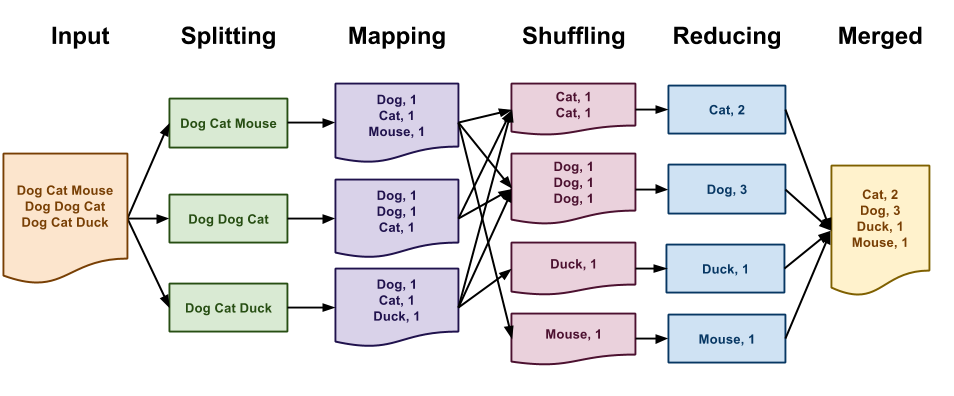 Input
Splitting
Mapping
Shuffling
Reducing
Merged
Dog Cat Mouse
Dog Dog Cat
Dog Cat Duck
Dog Cat Mouse
Dog Dog Cat
Dog Cat Duck
Dog, 1
Cat, 1
Mouse, 1
Dog, 1
Dog, 1
Cat, 1
Dog, 1
Cat, 1
Duck, 1
Cat, 1
Cat, 1
Dog, 1
Dog, 1
Dog, 1
Duck, 1
Mouse, 1
Cat, 2
Dog, 3
Duck, 1
Mouse, 1
Cat, 2
Dog, 3
Duck, 1
Mouse, 1